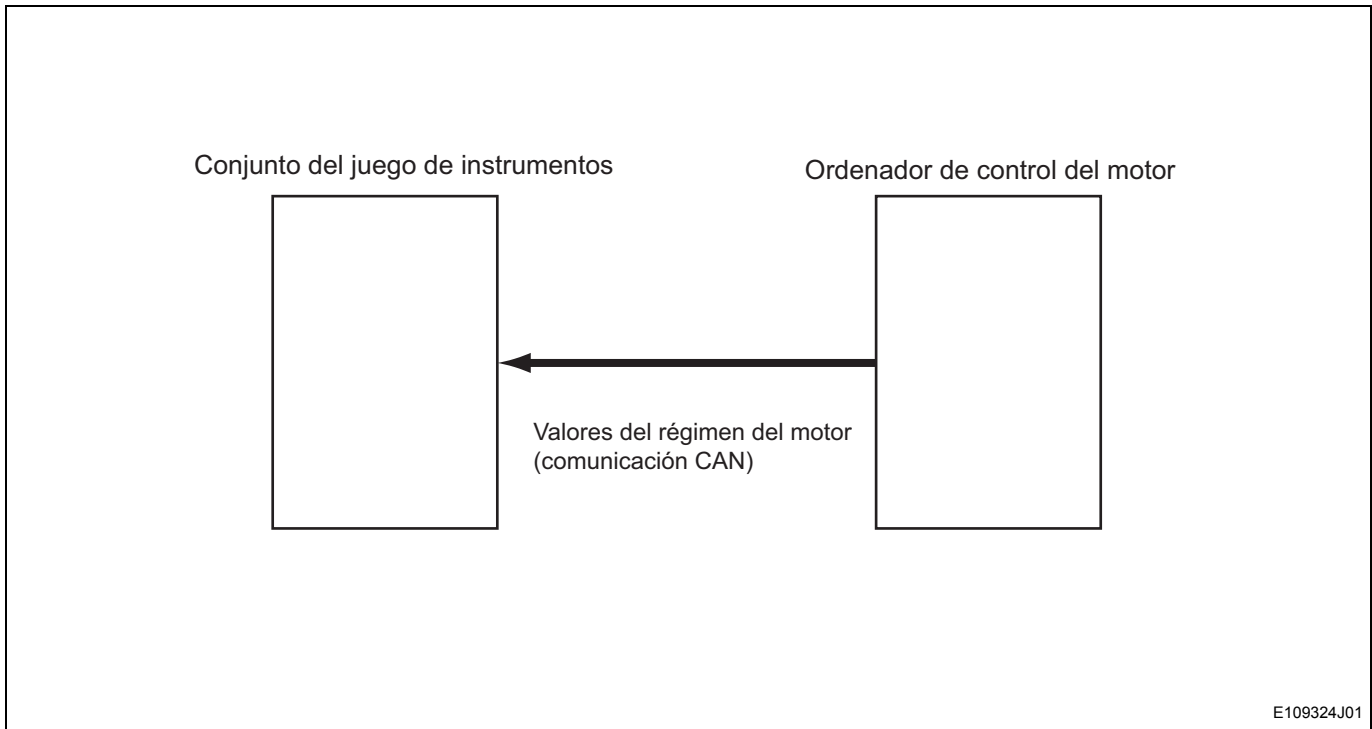 Conjunto del juego de instrumentos
Ordenador de control del motor
Valores del régimen del motor
(comunicación CAN)
E109324J01